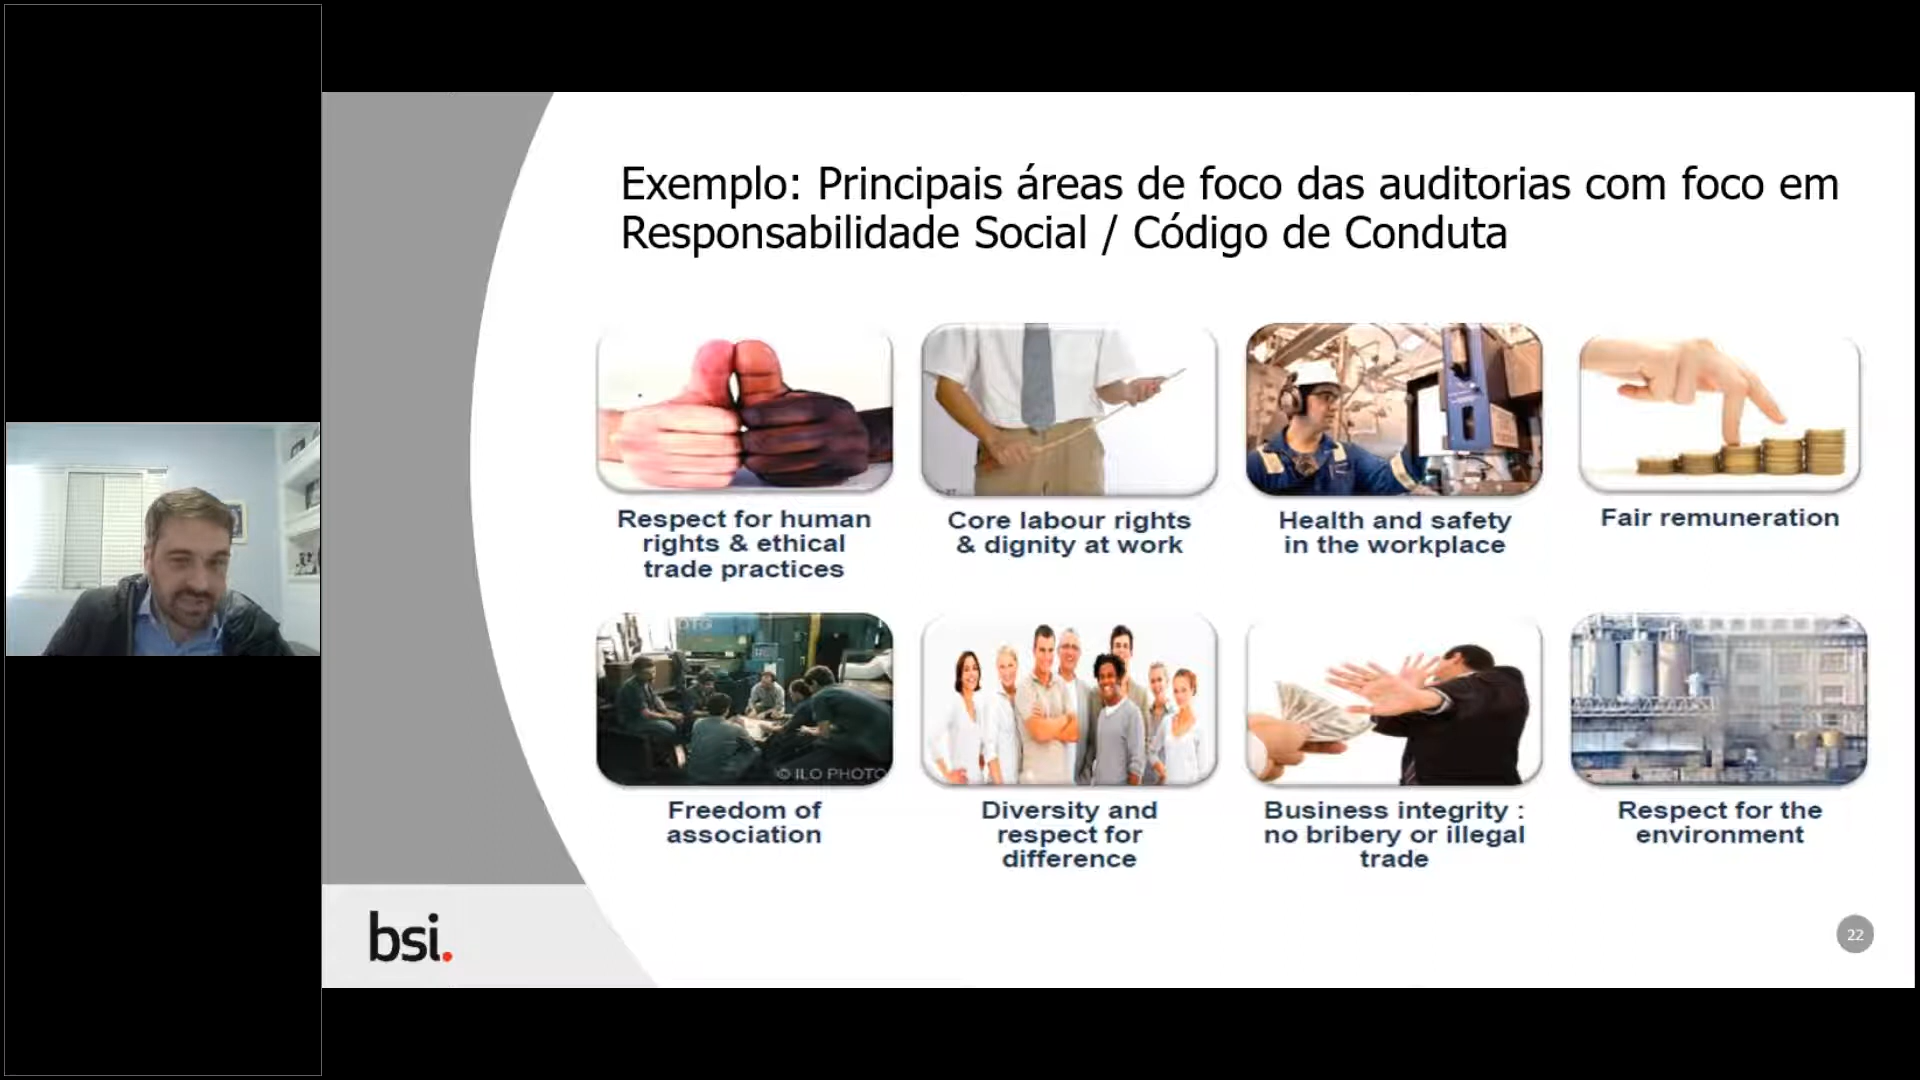 Exemplo: Principais áreas de foco das auditorias com foco em
Responsabilidade Social / Código de Conduta
Respect for human
rights & ethical
trade practices
Core labour rights
& dignity at work
Health and safety
in the workplace
Fair remuneration
© ILO PHOTO
Freedom of
association
Diversity and
respect for
difference
Business integrity :
no bribery or illegal
trade
Respect for the
environment
bsi.
22